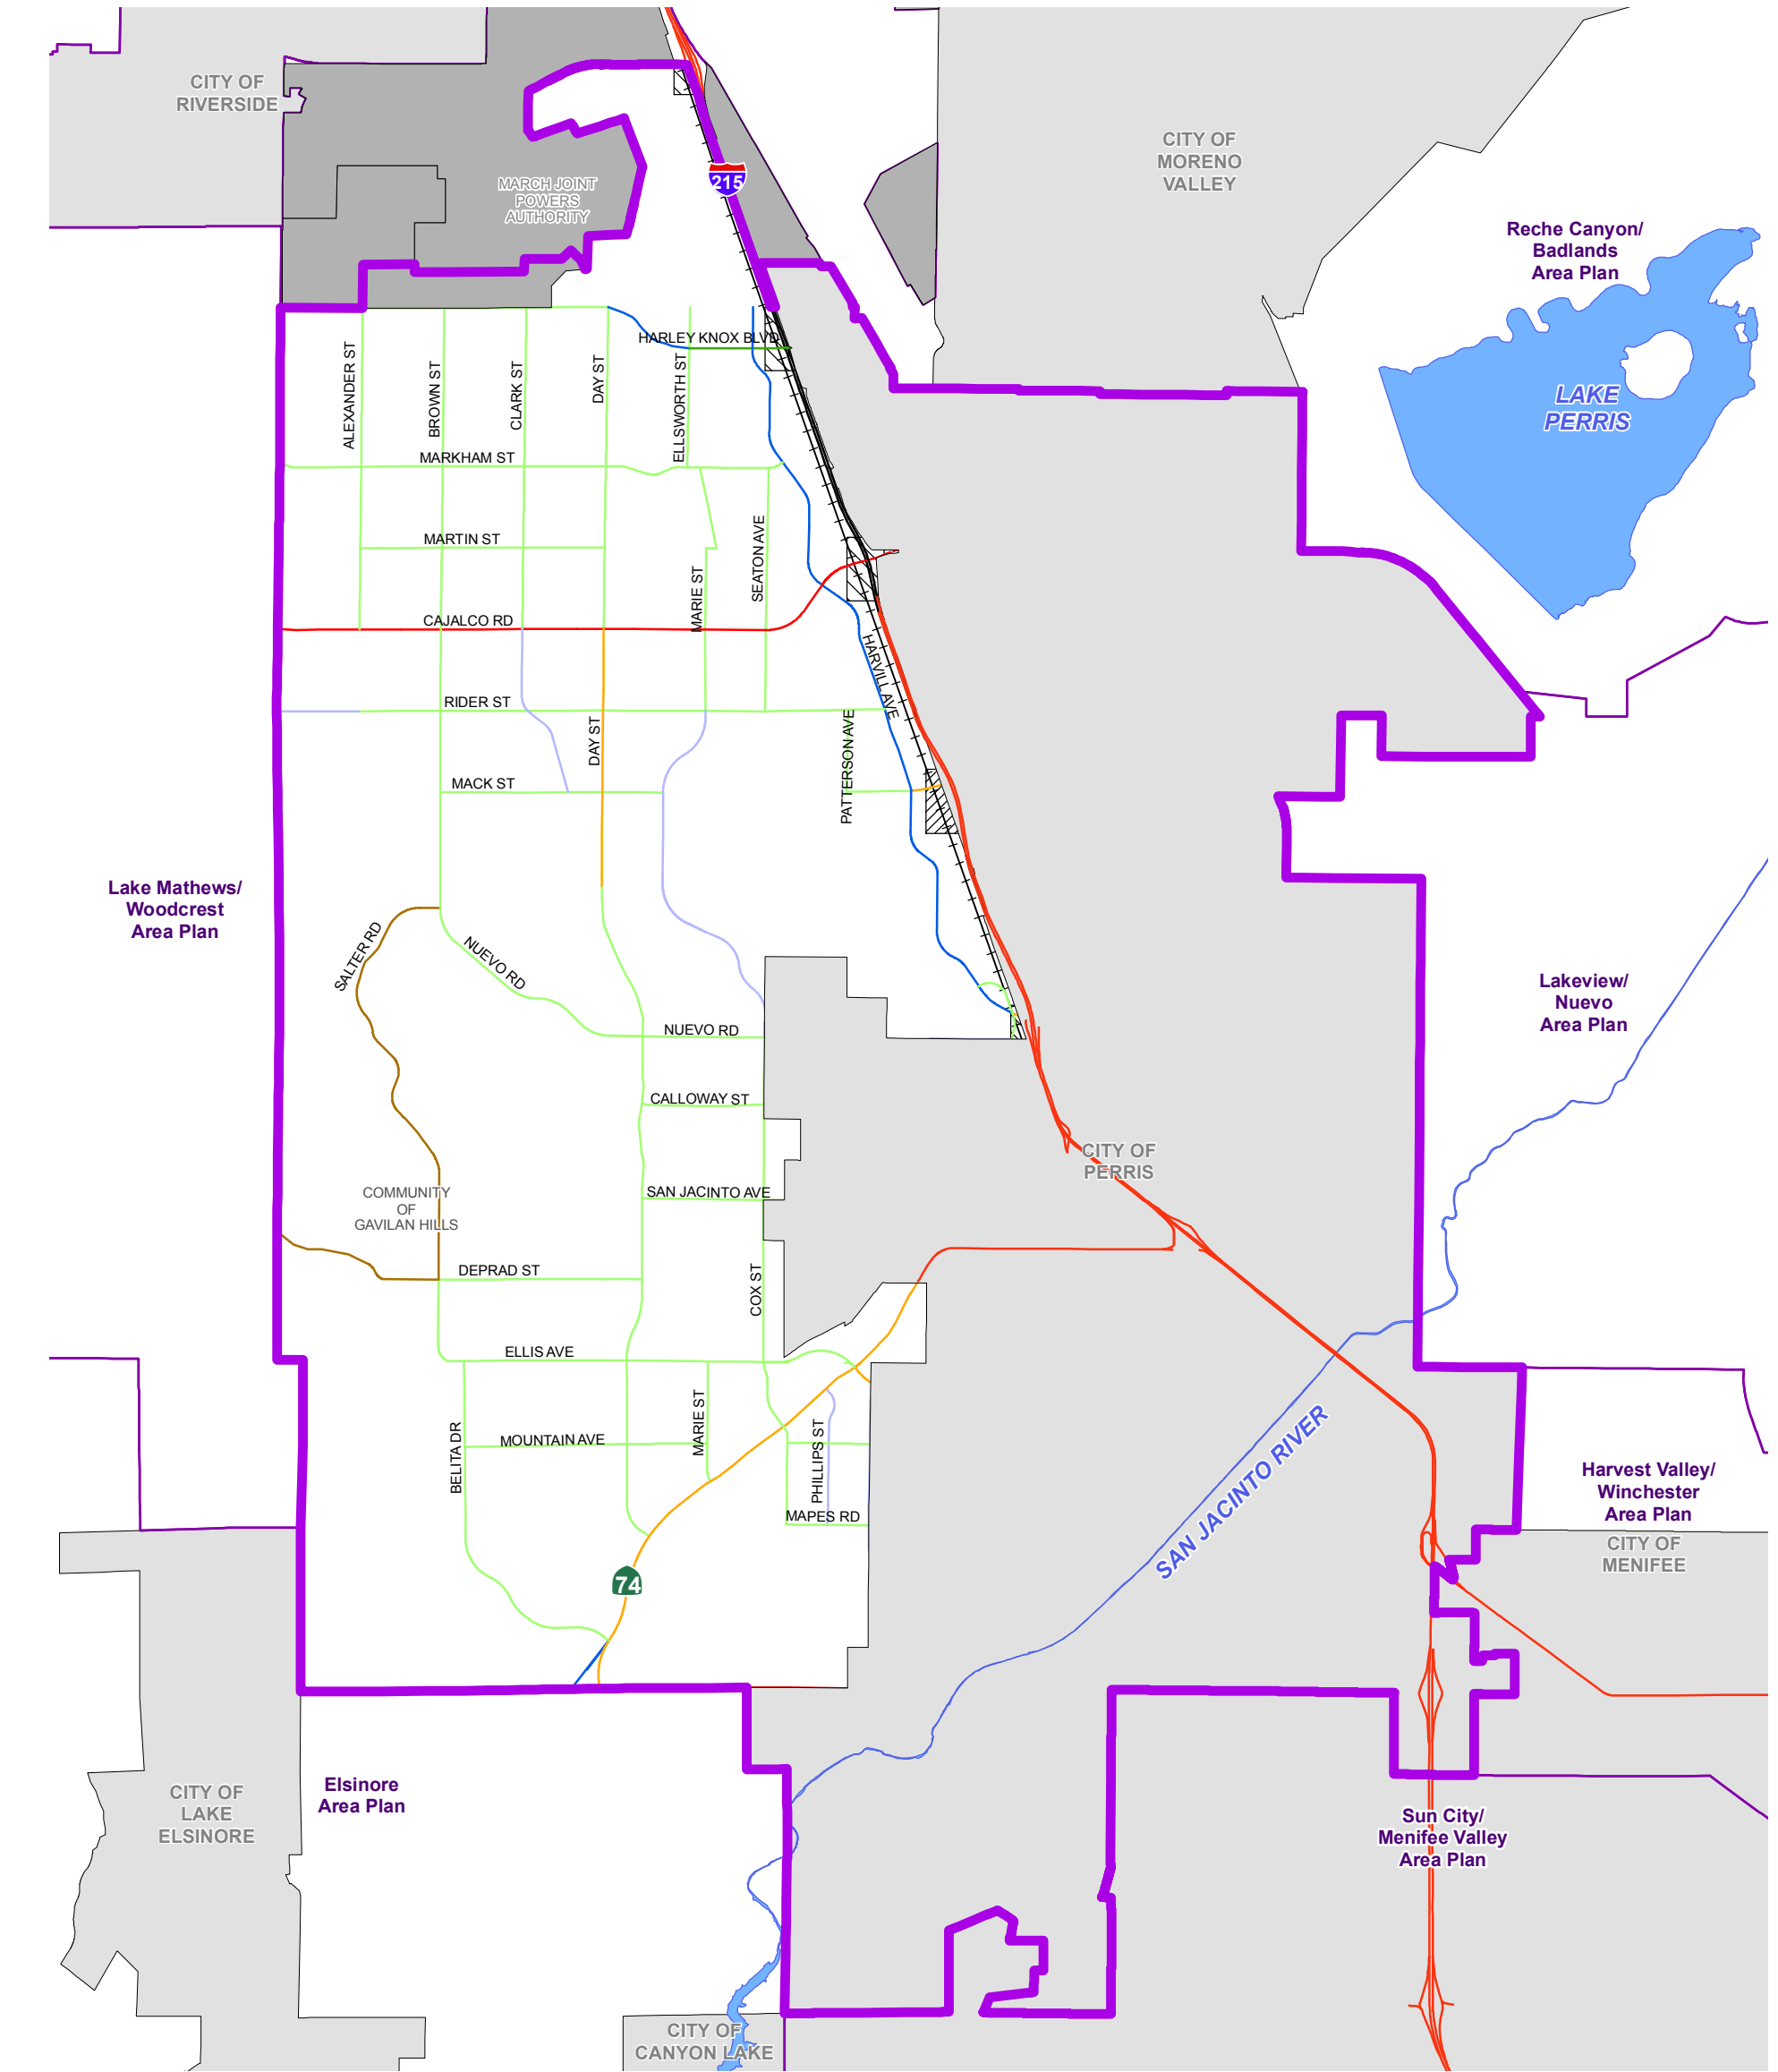 CITY OF
RIVERSIDE
MARCH JOINT
POWERS
AUTHORITY
215
CITY OF
MORENO
VALLEY
Reche Canyon/
Badlands
Area Plan
LAKE
PERRIS
HARLEY KNOX BLVD
ALEXANDER ST
BROWN ST
CLARK ST
DAY ST
ELLSWORTH ST
MARKHAM ST
MARTIN ST
SEATON AVE
MARIE ST
CAJALCO RD
HARVILL AVE
RIDER ST
DAY ST
PATTERSON AVE
MACK ST
Lake Mathews/
Woodcrest
Area Plan
SALTER RD
NUEVO RD
NUEVO RD
Lakeview/
Nuevo
Area Plan
CALLOWAY ST
CITY OF
PERRIS
COMMUNITY
OF
GAVILAN HILLS
SAN JACINTO AVE
DEPRAD ST
COX ST
ELLIS AVE
BELITA DR
MOUNTAIN AVE
MARIE ST
PHILLIPS ST
MAPES RD
SAN JACINTO RIVER
Harvest Valley/
Winchester
Area Plan
CITY OF
MENIFEE
74
CITY OF
LAKE
ELSINORE
Elsinore
Area Plan
Sun City/
Menifee Valley
Area Plan
CITY OF
CANYON LAKE